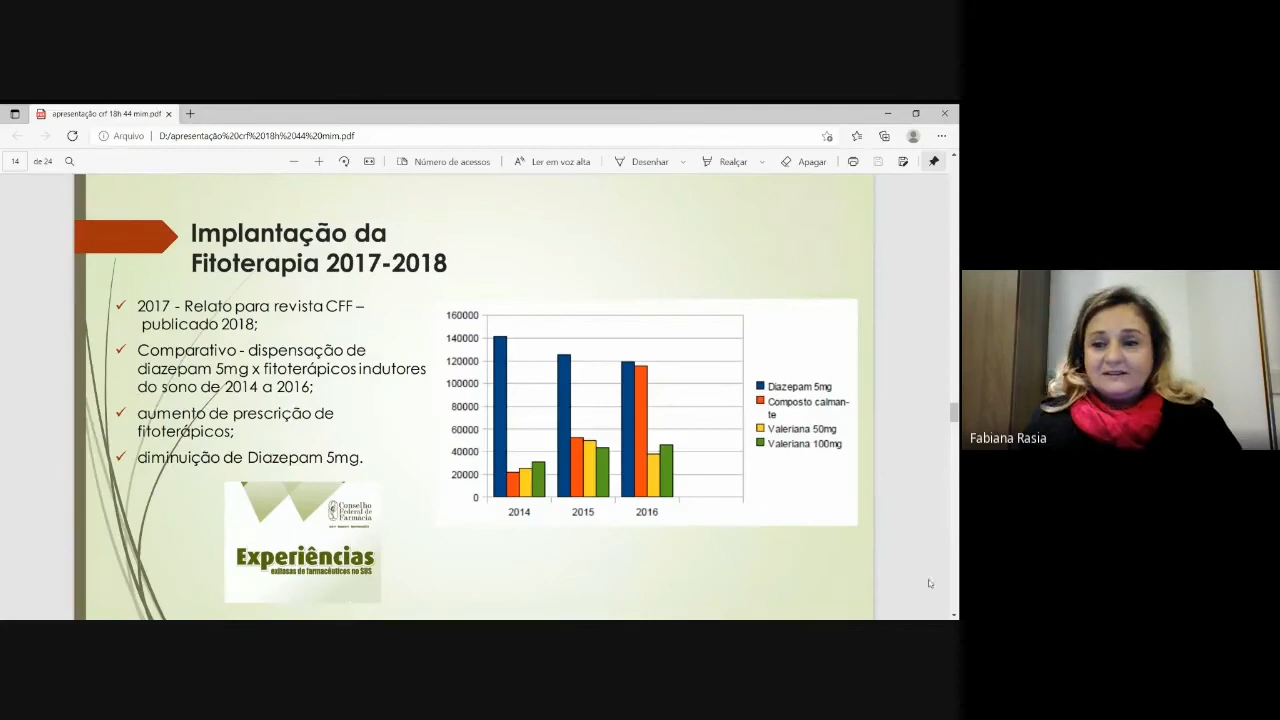 apresentação crf 18h 44 mim.pdf
Arquivo
D:/apresentação%20crf%2018h%2044%20mim.pdf
14
de 24
Número de acessos
Ler em voz alta
Desenhar
Realçar
Apagar
Implantação da
Fitoterapia 2017-2018
2017 - Relato para revista CFF –
publicado 2018;
Comparativo - dispensação de
diazepam 5mg x fitoterápicos indutores
do sono de 2014 a 2016;
aumento de prescrição de
fitoterápicos;
diminuição de Diazepam 5mg.
160000
140000
120000
100000
80000
60000
40000
20000
0
2014
2015
2016
Diazepam 5mg
Composto calman-
te
Valeriana 50mg
Valeriana 100mg
Conselho
Federal de
Farmácia
Experiências
exitosas de farmacêuticos no SUS
Fabiana Rasia